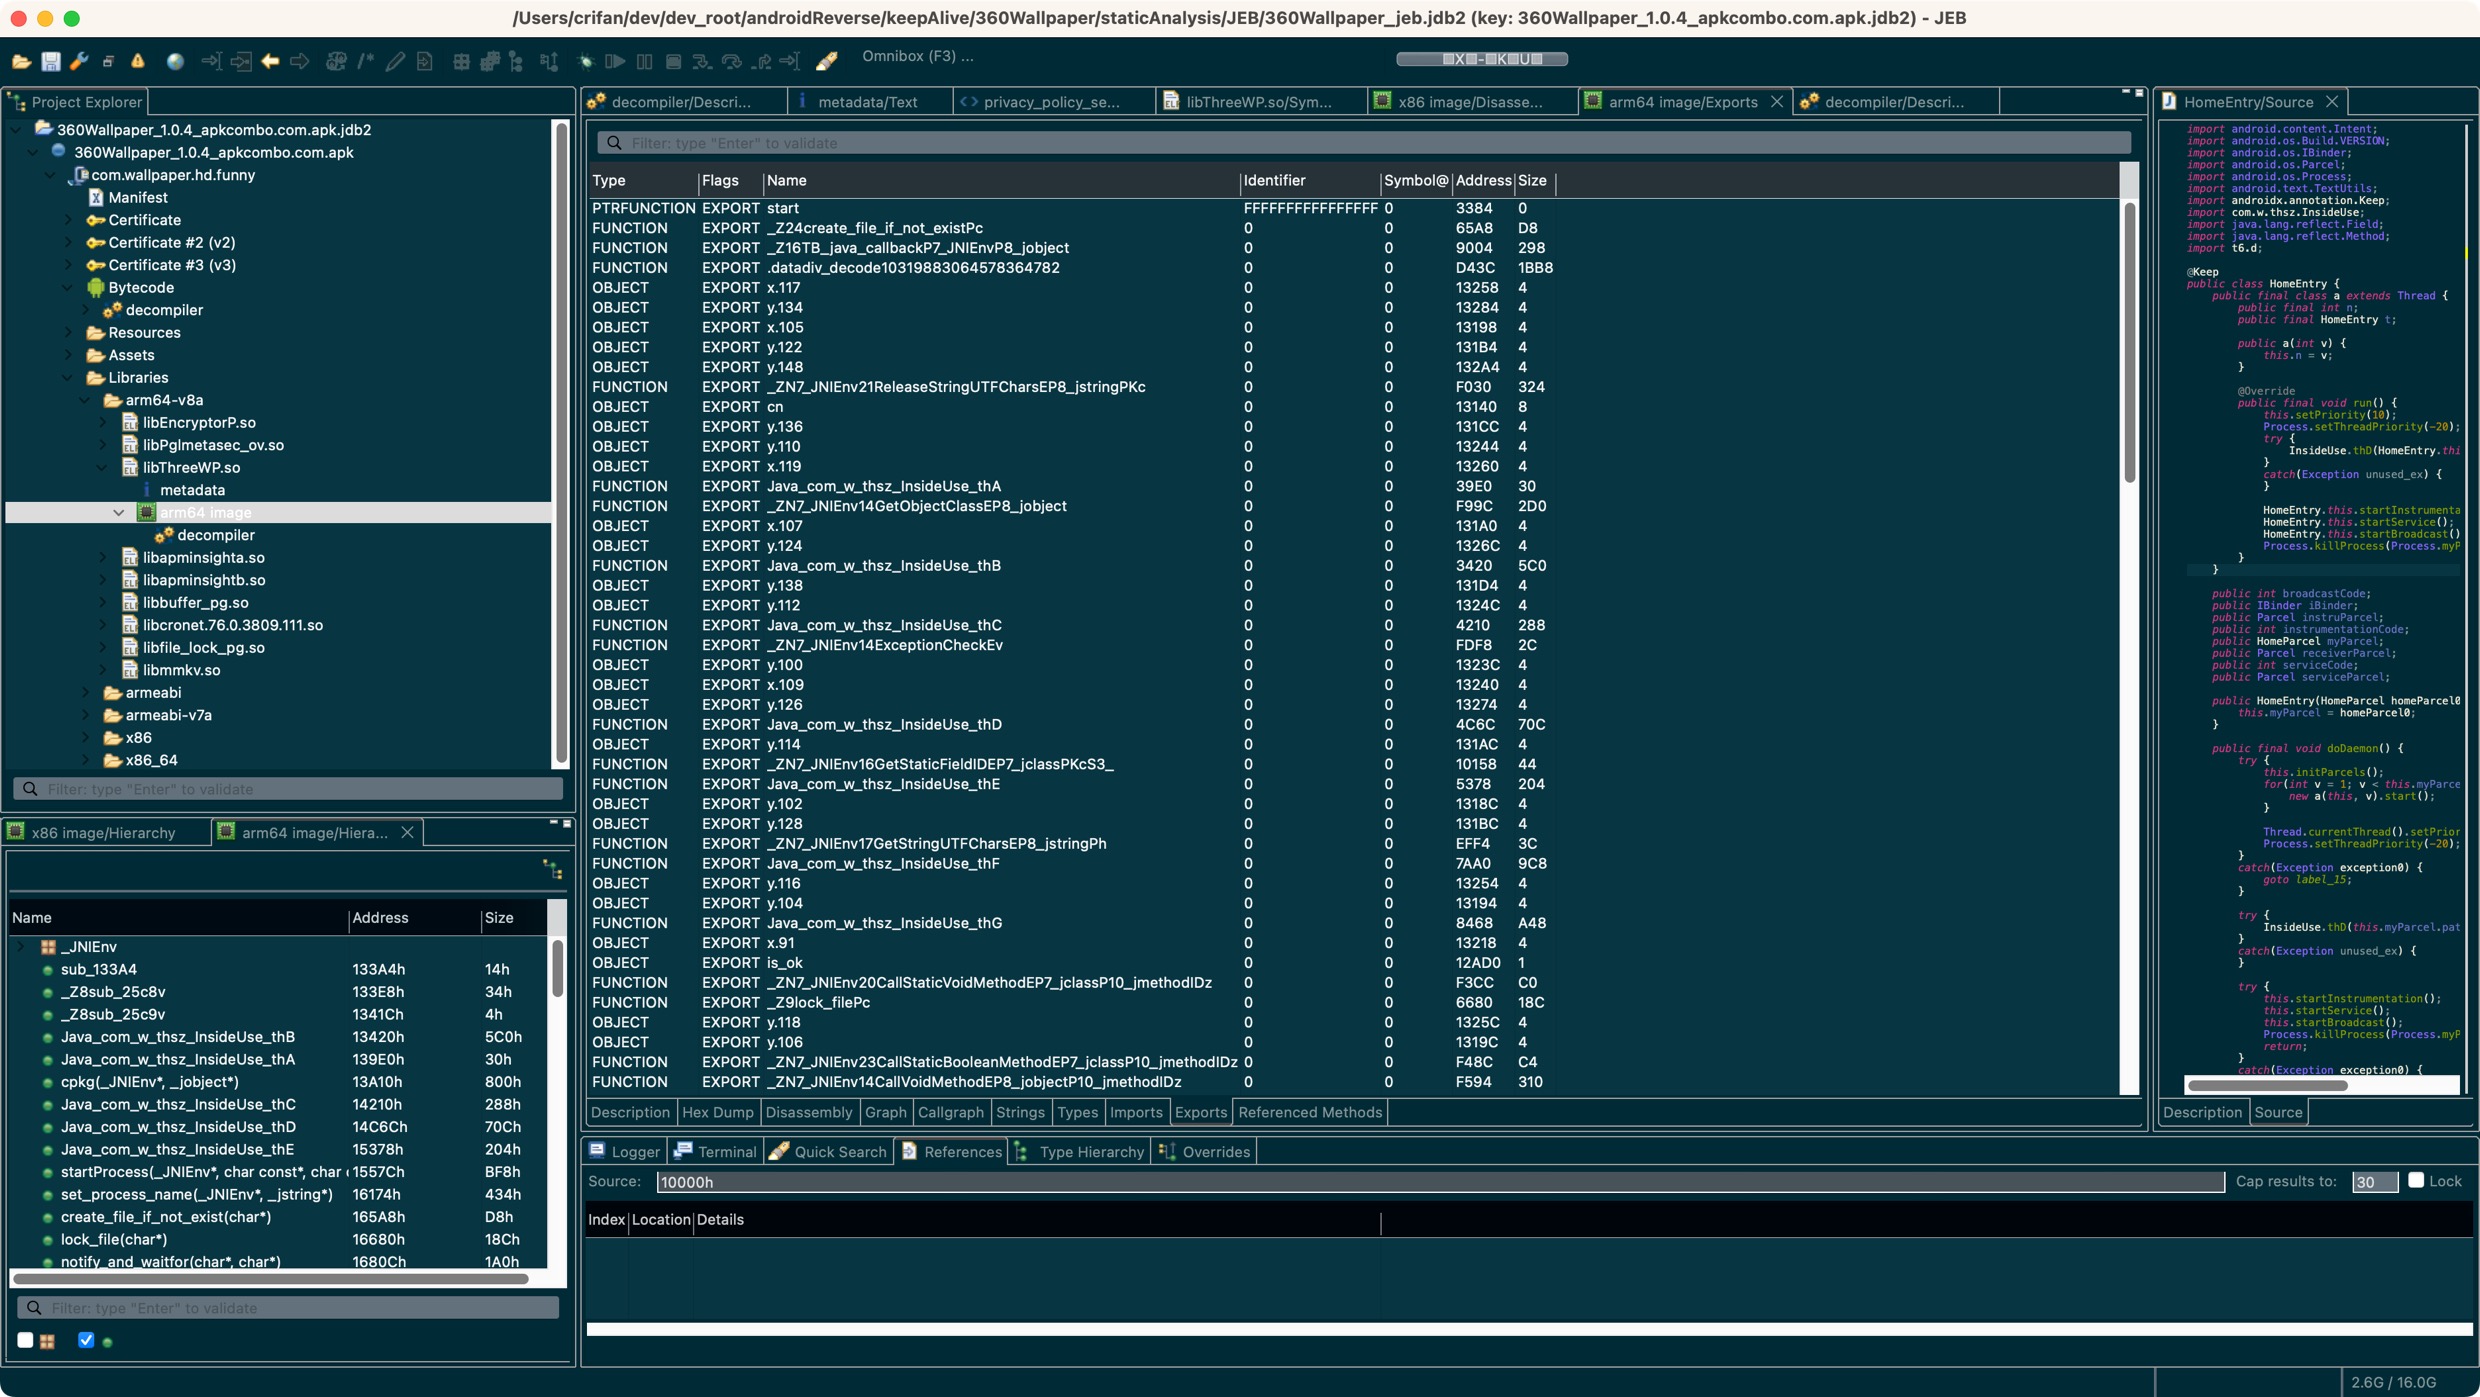 /Users/crifan/dev/dev_root/androidReverse/keepAlive/360Wallpaper/staticAnalysis/JEB/360Wallpaper_jeb.jdb2 (key: 360Wallpaper_1.0.4_apkcombo.com.apk.jdb2) - JEB
Omnibox (F3) ...
Project Explorer
360Wallpaper_1.0.4_apkcombo.com.apk.jdb2
360Wallpaper_1.0.4_apkcombo.com.apk
com.wallpaper.hd.funny
Manifest
Certificate
Certificate #2 (v2)
Certificate #3 (v3)
Bytecode
decompiler
Resources
Assets
Libraries
arm64-v8a
libEncryptorP.so
libPglmetasec_ov.so
libThreeWP.so
metadata
arm64 image
decompiler
libapminsighta.so
libapminsightb.so
libbuffer_pg.so
libcronet.76.0.3809.111.so
libfile_lock_pg.so
libmmkv.so
armeabi
armeabi-v7a
x86
x86_64
Filter: type "Enter" to validate
x86 image/Hierarchy arm64 image/Hiera...
Name Address Size
_JNIEnv
sub_133A4 133A4h 14h
_Z8sub_25c8v 133E8h 34h
_Z8sub_25c9v 1341Ch 4h
Java_com_w_thsz_InsideUse_thB 13420h 5C0h
Java_com_w_thsz_InsideUse_thA 139E0h 30h
cpkg(_JNIEnv*, _jobject*) 13A10h 800h
Java_com_w_thsz_InsideUse_thC 14210h 288h
Java_com_w_thsz_InsideUse_thD 14C6Ch 70Ch
Java_com_w_thsz_InsideUse_thE 15378h 204h
startProcess(_JNIEnv*, char const*, char 1557Ch BF8h
set_process_name(_JNIEnv*, _jstring*) 16174h 434h
create_file_if_not_exist(char*) 165A8h D8h
lock_file(char*) 16680h 18Ch
notify_and_waitfor(char*, char*) 1680Ch 1A0h
Filter: type "Enter" to validate
decompiler/Descri... metadata/Text privacy_policy_se... libThreeWP.so/Sym... x86 image/Disasse... arm64 image/Exports decompiler/Descri...
Filter: type "Enter" to validate
Type Flags Name Identifier Symbol@ Address Size
PTRFUNCTION EXPORT start FFFFFFFFFFFFFFFF 0 3384 0
FUNCTION EXPORT _Z24create_file_if_not_existPc 0 0 65A8 D8
FUNCTION EXPORT _Z16TB_java_callbackP7_JNIEnvP8_jobject 0 0 9004 298
FUNCTION EXPORT .datadiv_decode10319883064578364782 0 0 D43C 1BB8
OBJECT EXPORT x.117 0 0 13258 4
OBJECT EXPORT y.134 0 0 13284 4
OBJECT EXPORT x.105 0 0 13198 4
OBJECT EXPORT y.122 0 0 131B4 4
OBJECT EXPORT y.148 0 0 132A4 4
FUNCTION EXPORT _ZN7_JNIEnv21ReleaseStringUTFCharsEP8_jstringPKc 0 0 F030 324
OBJECT EXPORT cn 0 0 13140 8
OBJECT EXPORT y.136 0 0 131CC 4
OBJECT EXPORT y.110 0 0 13244 4
OBJECT EXPORT x.119 0 0 13260 4
FUNCTION EXPORT Java_com_w_thsz_InsideUse_thA 0 0 39E0 30
FUNCTION EXPORT _ZN7_JNIEnv14GetObjectClassEP8_jobject 0 0 F99C 2D0
OBJECT EXPORT x.107 0 0 131A0 4
OBJECT EXPORT y.124 0 0 1326C 4
FUNCTION EXPORT Java_com_w_thsz_InsideUse_thB 0 0 3420 5C0
OBJECT EXPORT y.138 0 0 131D4 4
OBJECT EXPORT y.112 0 0 1324C 4
FUNCTION EXPORT Java_com_w_thsz_InsideUse_thC 0 0 4210 288
FUNCTION EXPORT _ZN7_JNIEnv14ExceptionCheckEv 0 0 FDF8 2C
OBJECT EXPORT y.100 0 0 1323C 4
OBJECT EXPORT x.109 0 0 13240 4
OBJECT EXPORT y.126 0 0 13274 4
FUNCTION EXPORT Java_com_w_thsz_InsideUse_thD 0 0 4C6C 70C
OBJECT EXPORT y.114 0 0 131AC 4
FUNCTION EXPORT _ZN7_JNIEnv16GetStaticFieldIDEP7_jclassPKcS3_ 0 0 10158 44
FUNCTION EXPORT Java_com_w_thsz_InsideUse_thE 0 0 5378 204
OBJECT EXPORT y.102 0 0 1318C 4
OBJECT EXPORT y.128 0 0 131BC 4
FUNCTION EXPORT _ZN7_JNIEnv17GetStringUTFCharsEP8_jstringPh 0 0 EFF4 3C
FUNCTION EXPORT Java_com_w_thsz_InsideUse_thF 0 0 7AA0 9C8
OBJECT EXPORT y.116 0 0 13254 4
OBJECT EXPORT y.104 0 0 13194 4
FUNCTION EXPORT Java_com_w_thsz_InsideUse_thG 0 0 8468 A48
OBJECT EXPORT x.91 0 0 13218 4
OBJECT EXPORT is_ok 0 0 12AD0 1
FUNCTION EXPORT _ZN7_JNIEnv20CallStaticVoidMethodEP7_jclassP10_jmethodIDz 0 0 F3CC C0
FUNCTION EXPORT _Z9lock_filePc 0 0 6680 18C
OBJECT EXPORT y.118 0 0 1325C 4
OBJECT EXPORT y.106 0 0 1319C 4
FUNCTION EXPORT _ZN7_JNIEnv23CallStaticBooleanMethodEP7_jclassP10_jmethodIDz 0 0 F48C C4
FUNCTION EXPORT _ZN7_JNIEnv14CallVoidMethodEP8_jobjectP10_jmethodIDz 0 0 F594 310
Description Hex Dump Disassembly Graph Callgraph Strings Types Imports Exports Referenced Methods
Logger Terminal Quick Search References Type Hierarchy Overrides
Source: 10000h Cap results to: 30 Lock
Index Location Details
HomeEntry/Source
import android.content.Intent;
import android.os.Build.VERSION;
import android.os.IBinder;
import android.os.Parcel;
import android.os.Process;
import android.text.TextUtils;
import androidx.annotation.Keep;
import com.w.thsz.InsideUse;
import java.lang.reflect.Field;
import java.lang.reflect.Method;
import t6.d;
@Keep
public class HomeEntry {
public final class a extends Thread {
public final int n;
public final HomeEntry t;
public a(int v) {
this.n = v;
}
@Override
public final void run() {
this.setPriority(10);
Process.setThreadPriority(-20);
try {
InsideUse.thD(HomeEntry.thi
}
catch(Exception unused_ex) {
}
HomeEntry.this.startInstrumenta
HomeEntry.this.startService();
HomeEntry.this.startBroadcast()
Process.killProcess(Process.myP
}
}
public int broadcastCode;
public IBinder iBinder;
public Parcel instruParcel;
public int instrumentationCode;
public HomeParcel myParcel;
public Parcel receiverParcel;
public int serviceCode;
public Parcel serviceParcel;
public HomeEntry(HomeParcel homeParcel0
this.myParcel = homeParcel0;
}
public final void doDaemon() {
try {
this.initParcels();
for(int v = 1; v < this.myParce
new a(this, v).start();
}
Thread.currentThread().setPrior
Process.setThreadPriority(-20);
}
catch(Exception exception0) {
goto label_15;
}
try {
InsideUse.thD(this.myParcel.pat
}
catch(Exception unused_ex) {
}
try {
this.startInstrumentation();
this.startService();
this.startBroadcast();
Process.killProcess(Process.myP
return;
}
catch(Exception exception0) {
Description Source
2.6G / 16.0G